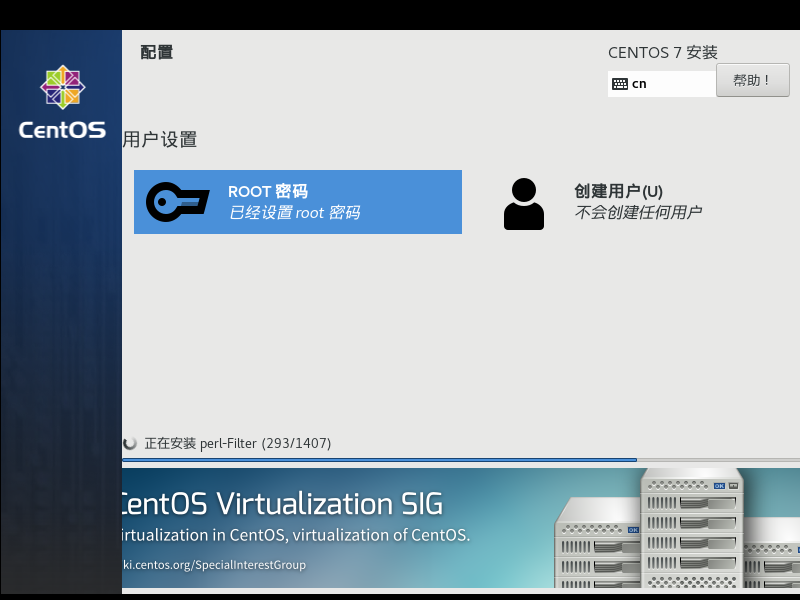 配置
CENTOS 7 安装
cn
帮助！
CentOS
用户设置
ROOT 密码
已经设置 root 密码
创建用户(U)
不会创建任何用户
正在安装 perl-Filter (293/1407)
CentOS Virtualization SIG
irtualization in CentOS, virtualization of CentOS.
ki.centos.org/SpecialInterestGroup